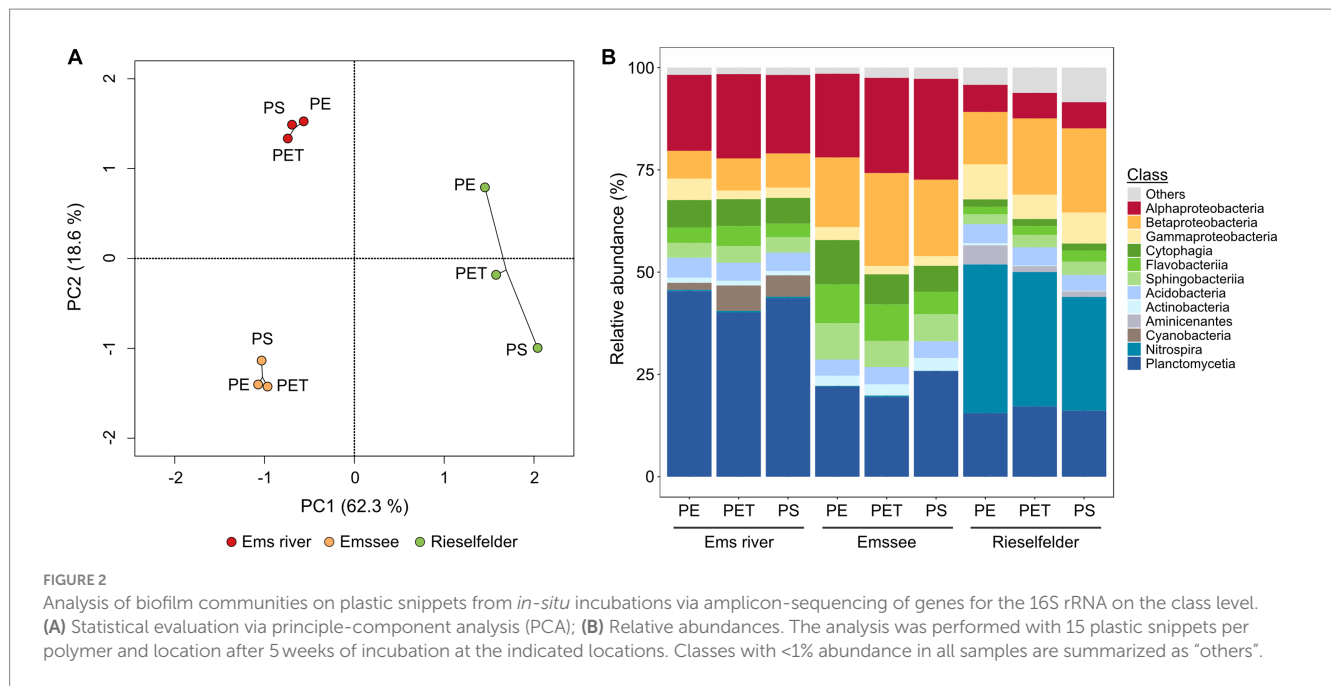 A
2
1
0
-1
-2
PC2 (18.6 %)
PS
PE
PET
PE
PET
PS
PS
PE
PET
-2
-1
0
1
2
PC1 (62.3 %)
Ems river
Emssee
Rieselfelder
B
100
75
50
25
0
Relative abundance (%)
PE
PET
PS
PE
PET
PS
PE
PET
PS
Ems river
Emssee
Rieselfelder
Class
Others
Alphaproteobacteria
Betaproteobacteria
Gammaproteobacteria
Cytophagia
Flavobacteriia
Sphingobacteriia
Acidobacteria
Actinobacteria
Aminicenantes
Cyanobacteria
Nitrospira
Planctomycetia
FIGURE 2
Analysis of biofilm communities on plastic snippets from in-situ incubations via amplicon-sequencing of genes for the 16S rRNA on the class level.
(A) Statistical evaluation via principle-component analysis (PCA); (B) Relative abundances. The analysis was performed with 15 plastic snippets per
polymer and location after 5 weeks of incubation at the indicated locations. Classes with <1% abundance in all samples are summarized as “others“.